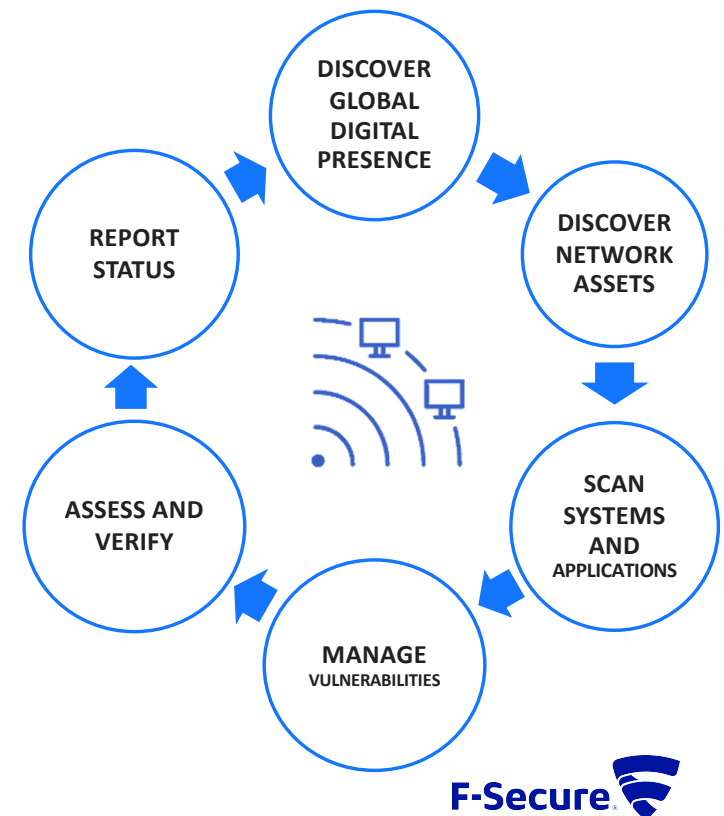 DISCOVER
GLOBAL
DIGITAL
PRESENCE
DISCOVER
NETWORK
ASSETS
SCAN
SYSTEMS
AND
APPLICATIONS
MANAGE
VULNERABILITIES
ASSESS AND
VERIFY
REPORT
STATUS
F-Secure®